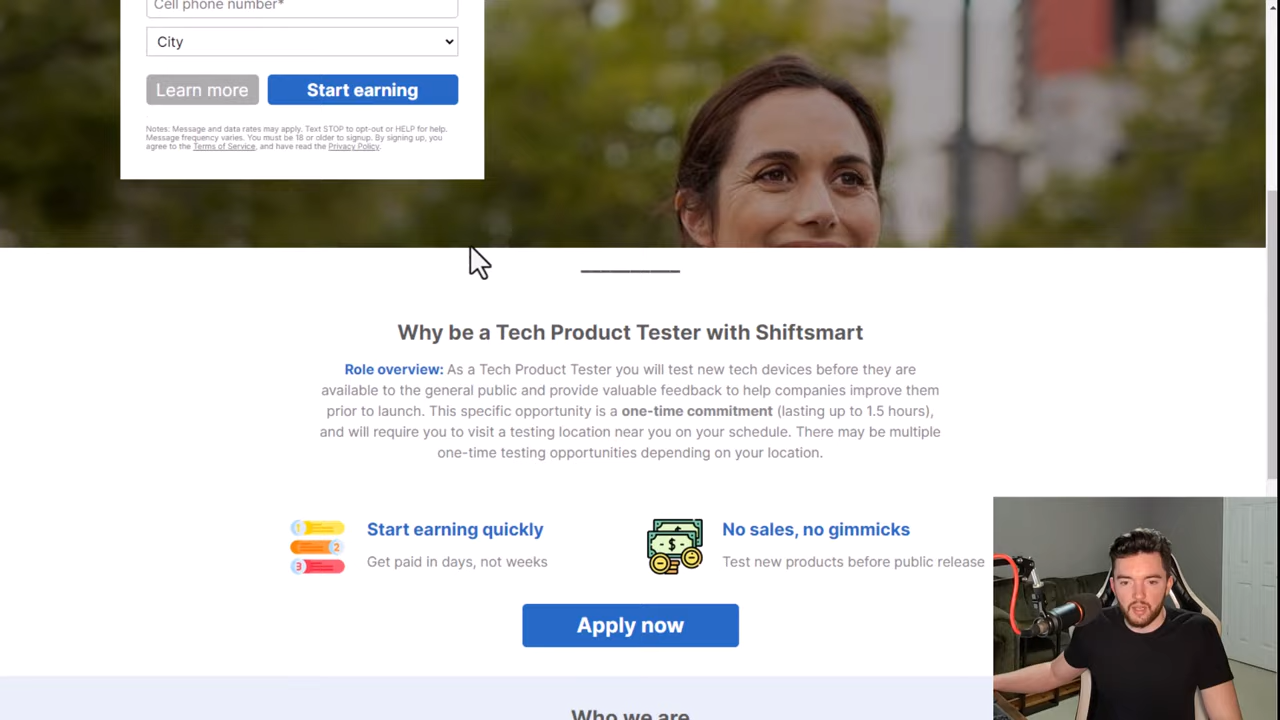 Cell phone number*
City
Learn more
Start earning
Notes: Message and data rates may apply. Text STOP to opt-out or HELP for help.
Message frequency varies. You must be 18 or older to signup. By signing up, you
agree to the Terms of Service, and have read the Privacy Policy.
Why be a Tech Product Tester with Shiftsmart
Role overview: As a Tech Product Tester you will test new tech devices before they are
available to the general public and provide valuable feedback to help companies improve them
prior to launch. This specific opportunity is a one-time commitment (lasting up to 1.5 hours),
and will require you to visit a testing location near you on your schedule. There may be multiple
one-time testing opportunities depending on your location.
1
2
3
Start earning quickly
Get paid in days, not weeks
$
No sales, no gimmicks
Test new products before public release
Apply now
Who we are